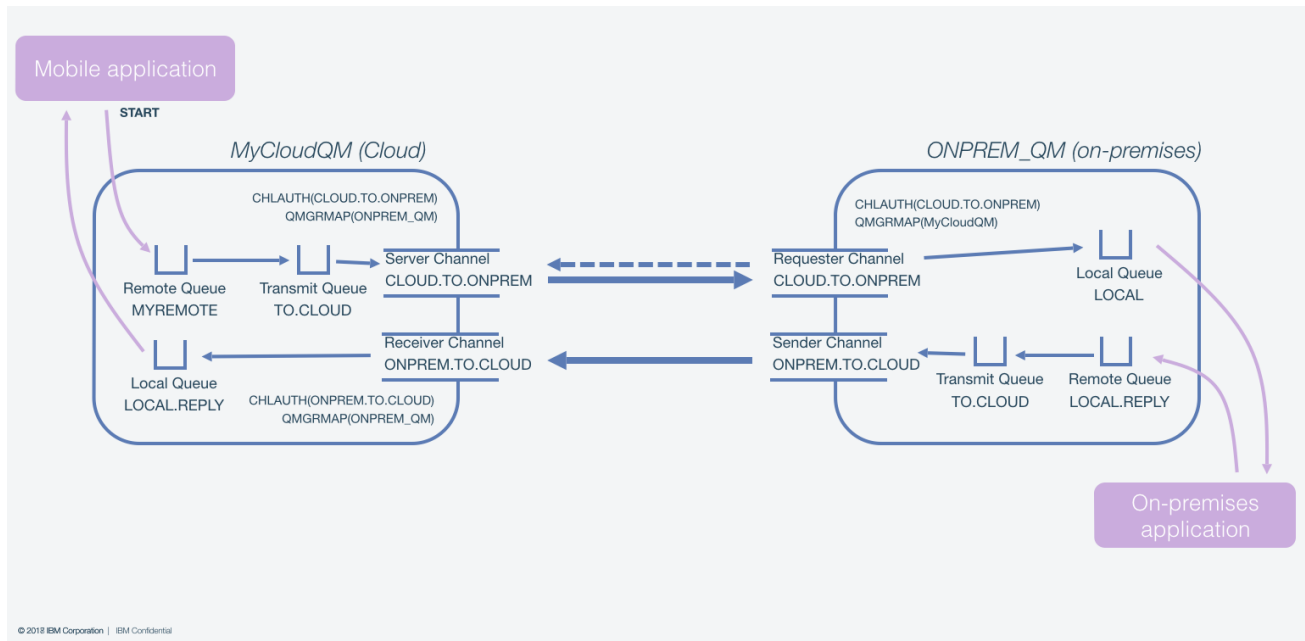 Mobile application
START
MyCloudQM (Cloud)
CHLAUTH(CLOUD.TO.ONPREM)
QMGRMAP(ONPREM_QM)
Remote Queue
MYREMOTE
Transmit Queue
TO.CLOUD
Server Channel
CLOUD.TO.ONPREM
Local Queue
LOCAL.REPLY
Receiver Channel
ONPREM.TO.CLOUD
CHLAUTH(ONPREM.TO.CLOUD)
QMGRMAP(ONPREM_QM)
ONPREM_QM (on-premises)
CHLAUTH(CLOUD.TO.ONPREM)
QMGRMAP(MyCloudQM)
Requester Channel
CLOUD.TO.ONPREM
Local Queue
LOCAL
Sender Channel
ONPREM.TO.CLOUD
Transmit Queue
TO.CLOUD
Remote Queue
LOCAL.REPLY
On-premises
application
© IBM Corporation | IBM Confidential